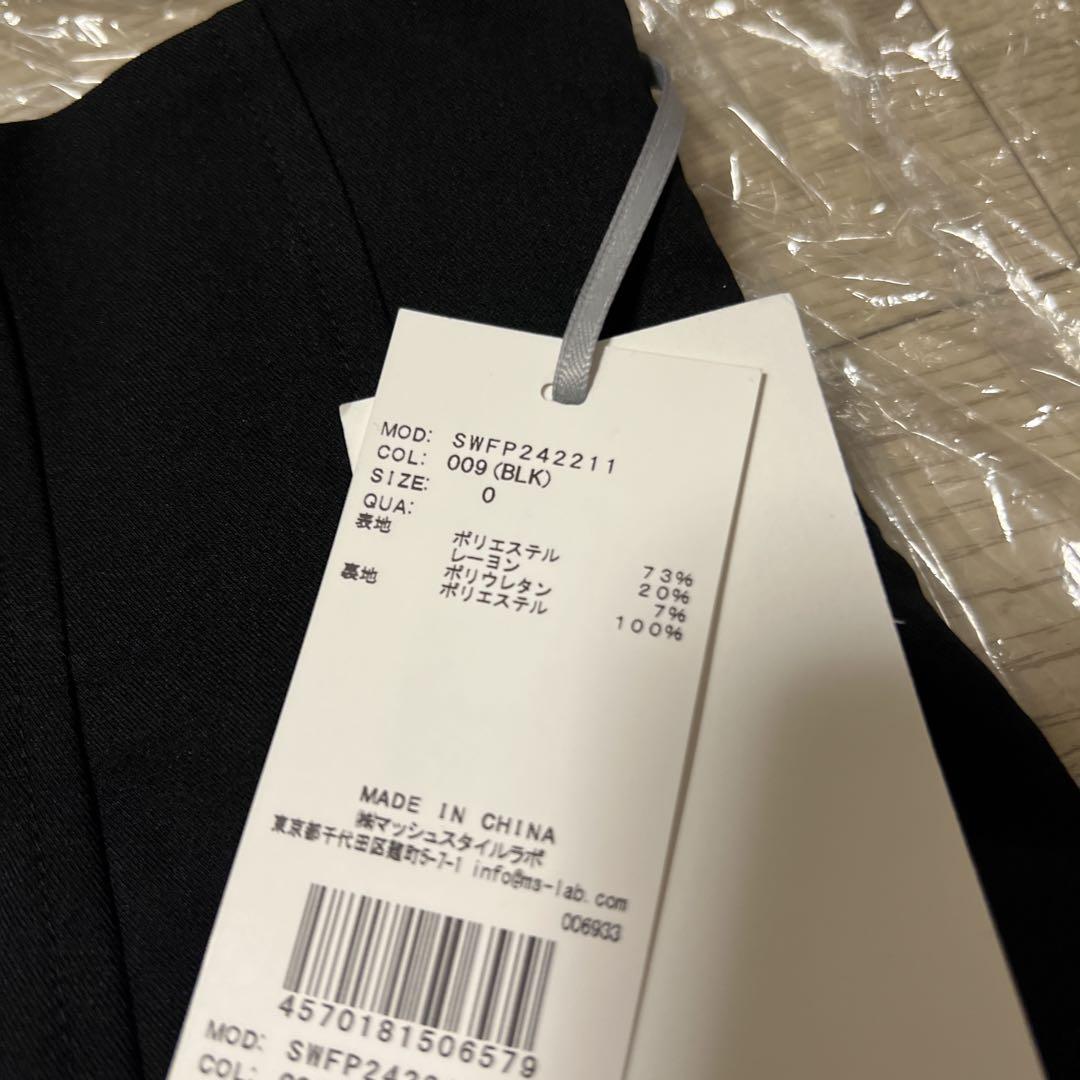 MOD: SWFP242211
COL: 009(BLK)
SIZE: 0
QUA:
表地 ポリエステル 73%
レーヨン 20%
ポリウレタン 7%
裏地 ポリエステル 100%
MADE IN CHINA
㈱マッシュスタイルラボ
東京都千代田区麹町5-7-1 info@ms-lab.com
006933
4570181506579
MOD: SWFP2422
COL: 009